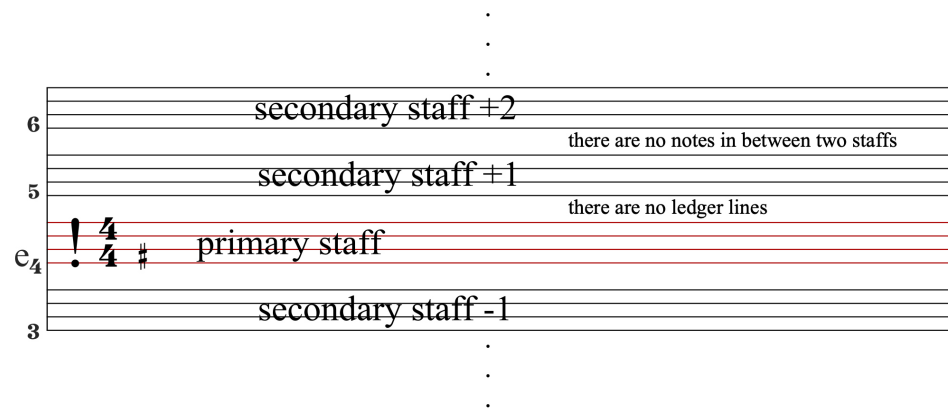 secondary staff +2
6
there are no notes in between two staffs
secondary staff +1
5
there are no ledger lines
! 4/4
primary staff
e4
♯
secondary staff -1
3